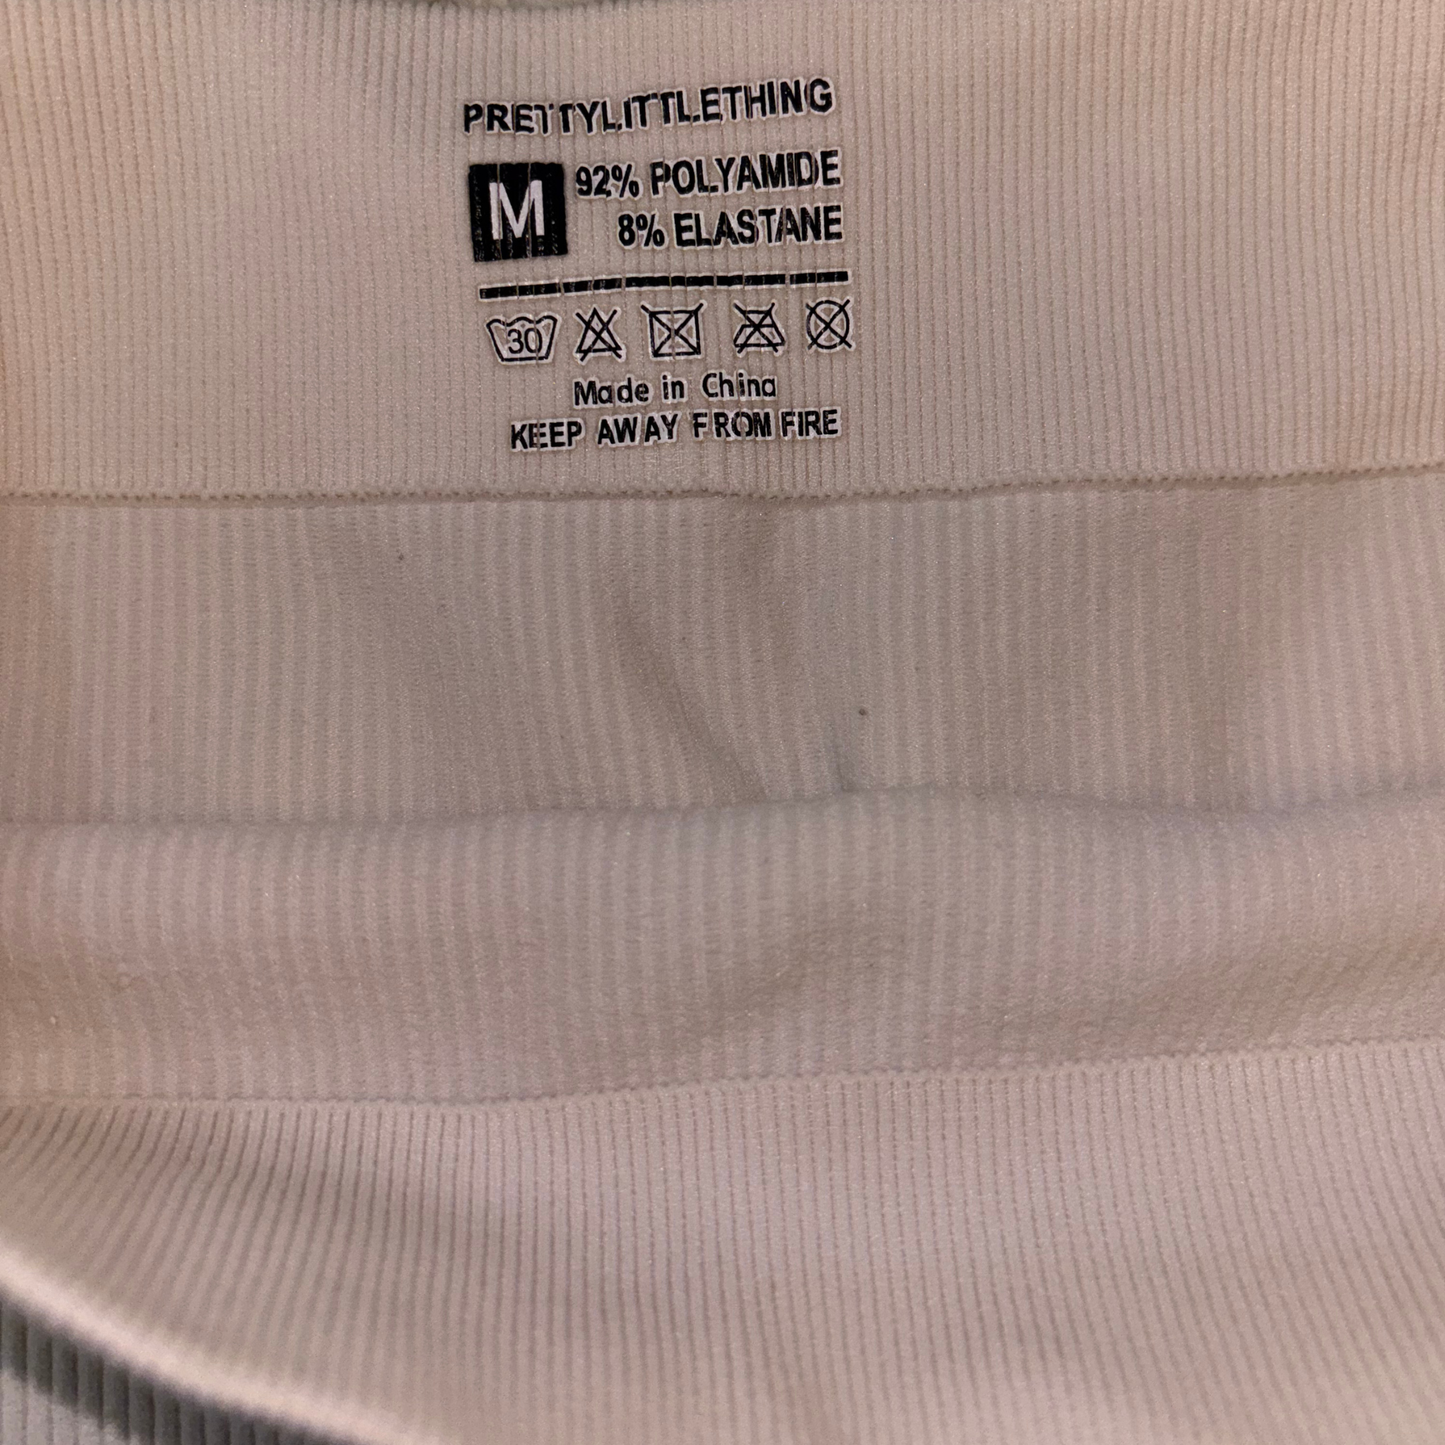 PRETTYLITTLETHING
M 92% POLYAMIDE
8% ELASTANE
30
Made in China
KEEP AWAY FROM FIRE